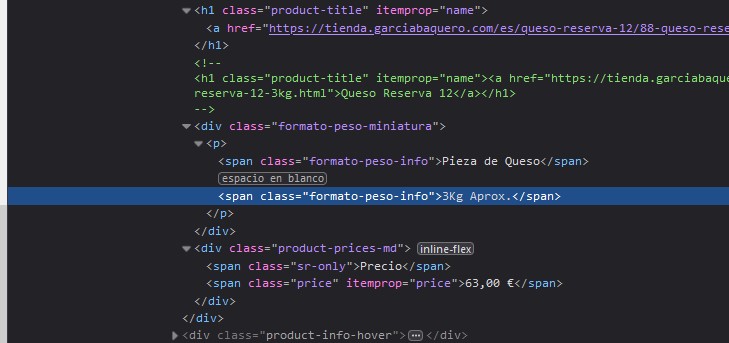 <h1 class="product-title" itemprop="name">
<a href="https://tienda.garciabaquero.com/es/queso-reserva-12/88-queso-rese
</h1>
<!--
<h1 class="product-title" itemprop="name"><a href="https://tienda.garciabaque
reserva-12-3kg.html">Queso Reserva 12</a></h1>
-->
<div class="formato-peso-miniatura">
<p>
<span class="formato-peso-info">Pieza de Queso</span>
espacio en blanco
<span class="formato-peso-info">3Kg Aprox.</span>
</p>
</div>
<div class="product-prices-md"> inline-flex
<span class="sr-only">Precio</span>
<span class="price" itemprop="price">63,00 €</span>
</div>
</div>
<div class="product-info-hover"> ... </div>